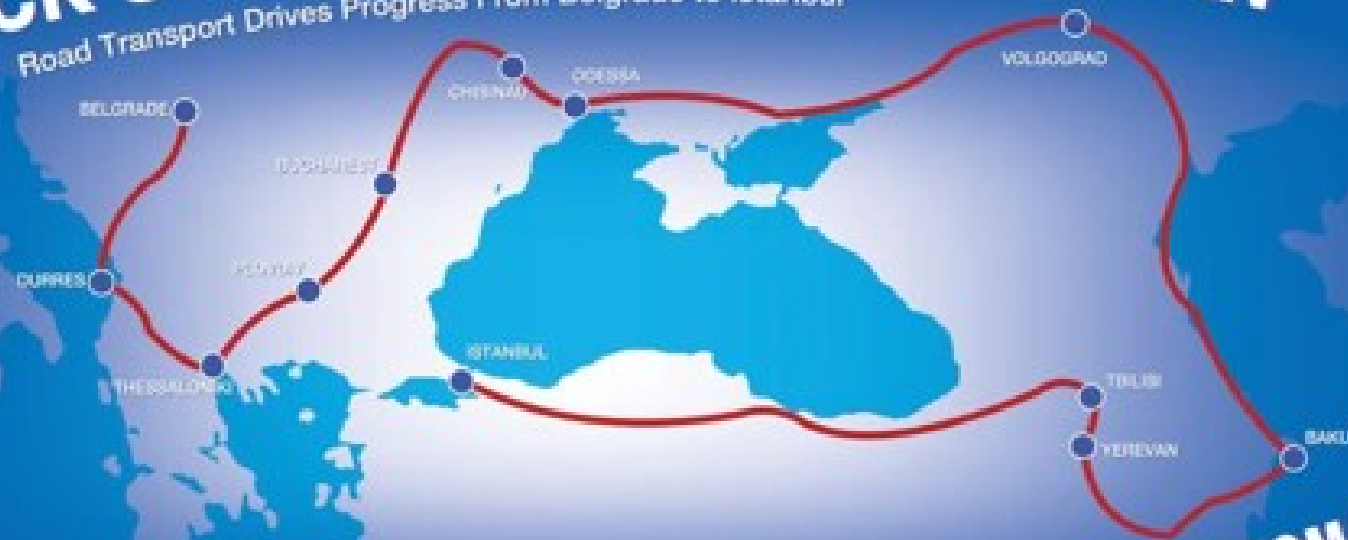 Road Transport Drives Progress From Belgrade to Istanbul
VOLGOGRAD
ODESSA
CHISINAU
BELGRADE
BUCHAREST
DURRES
PLOVDIV
ISTANBUL
THESSALONIKI
TBILISI
BAKU
YEREVAN